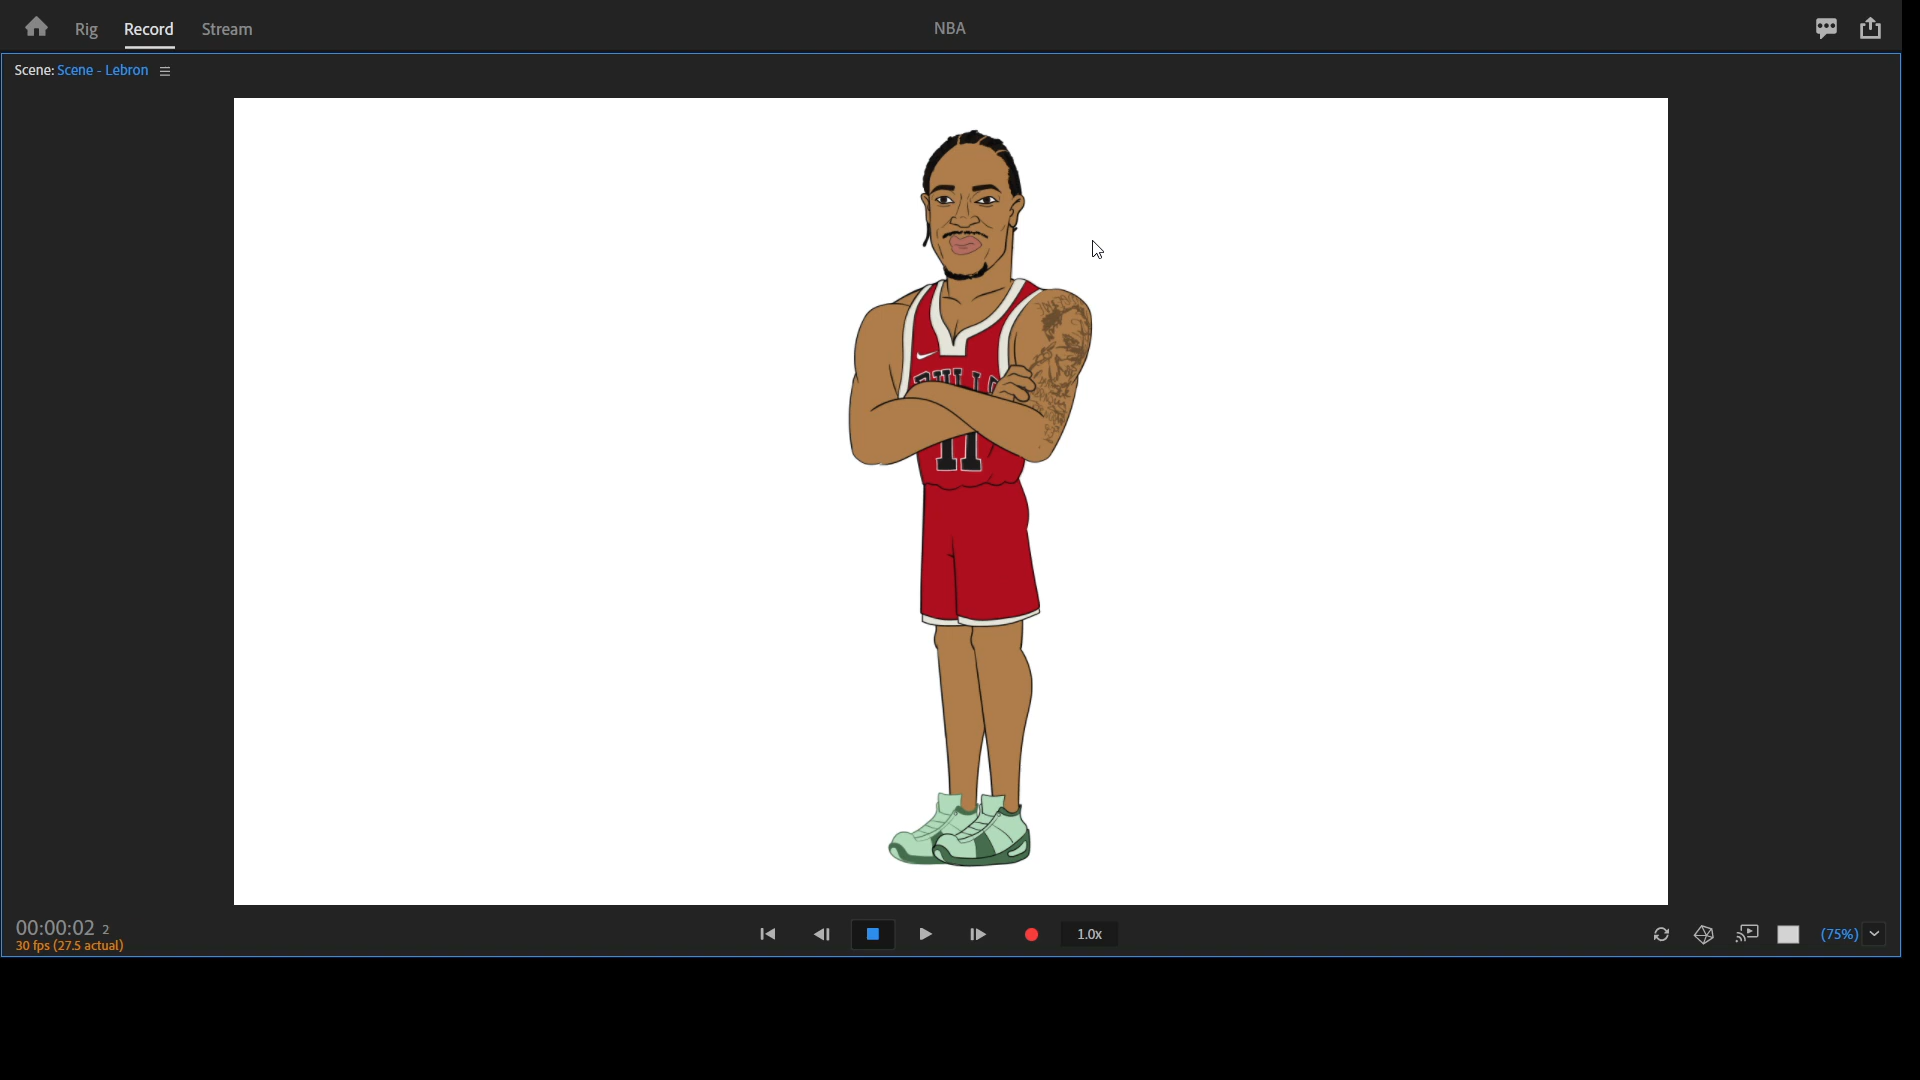 Rig Record Stream NBA
Scene: Scene - Lebron
BULLS
11
00:00:02 2
30 fps (27.5 actual)
1.0x
(75%)